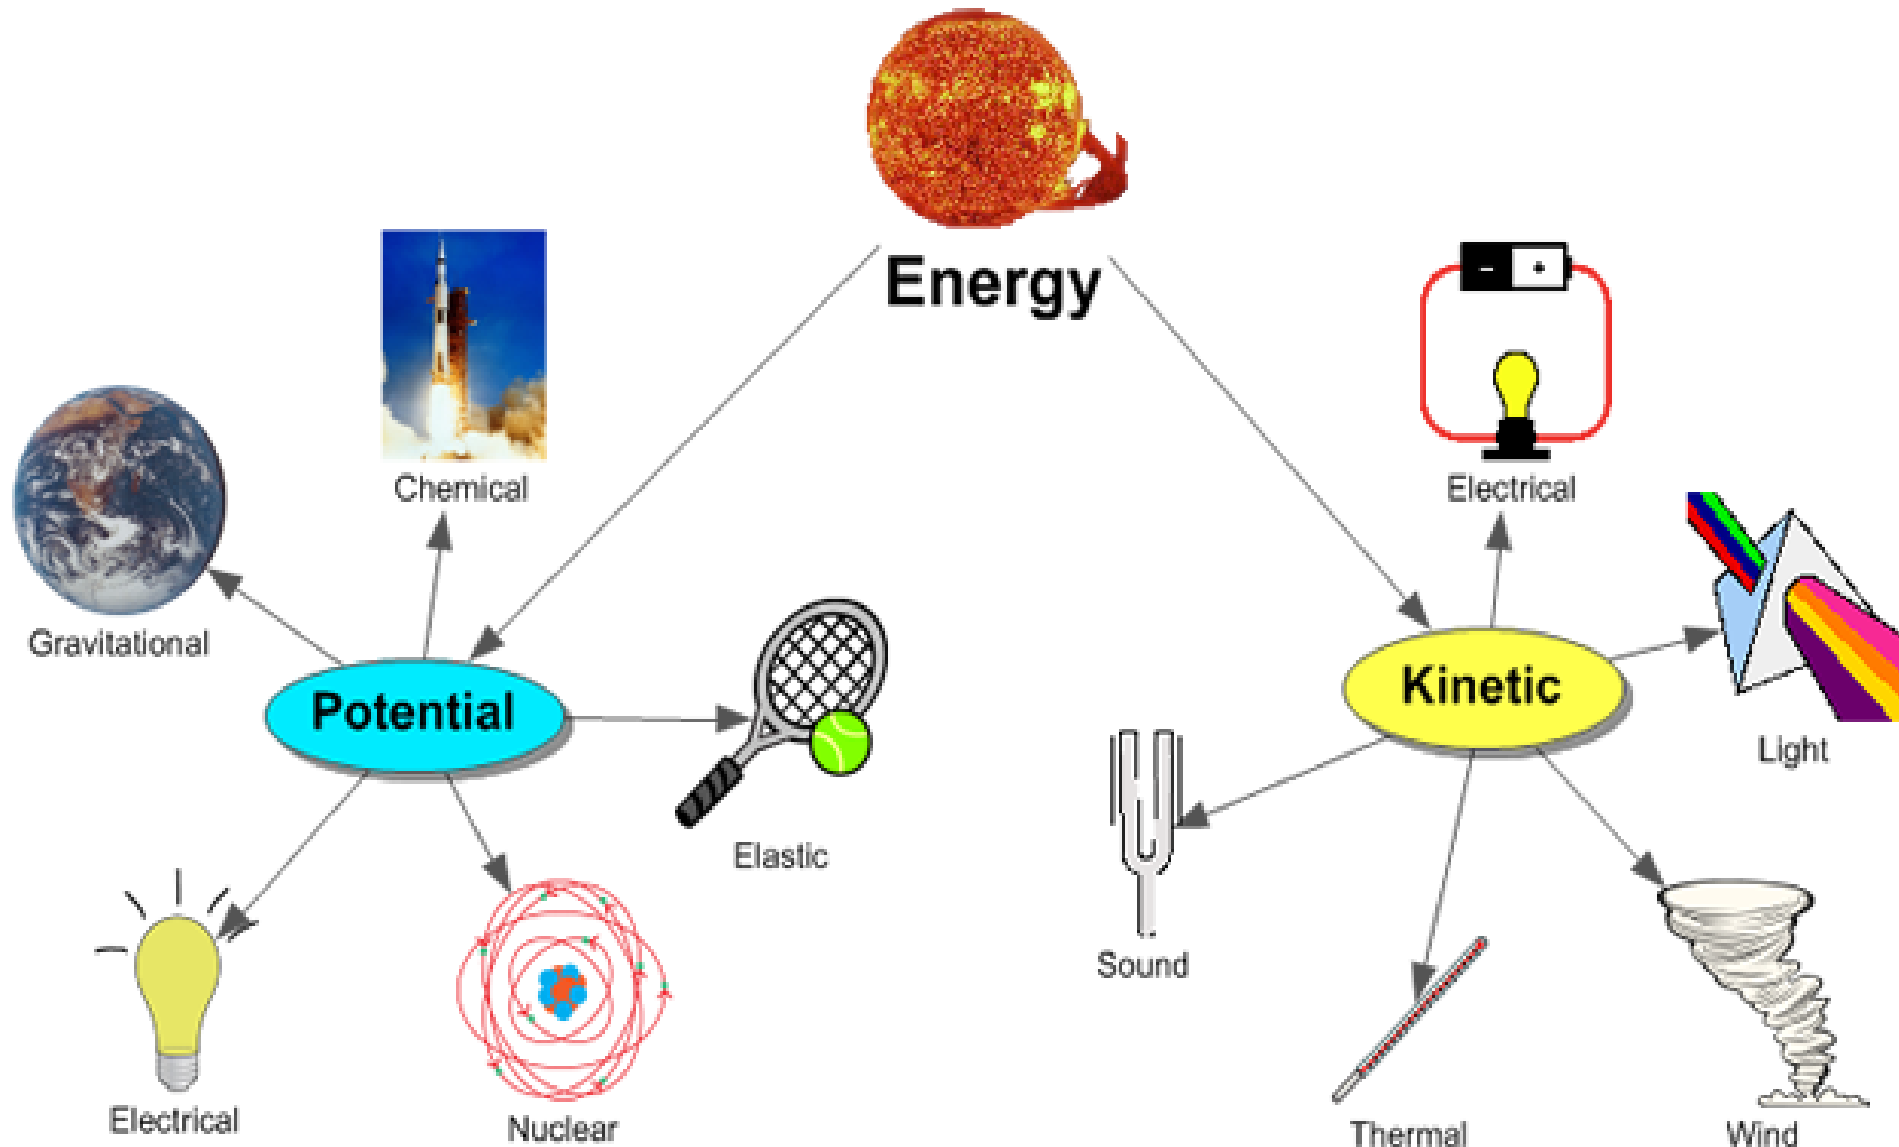 Energy
Chemical
Electrical
Gravitational
Potential
Kinetic
Light
Elastic
Sound
Electrical
Nuclear
Thermal
Wind